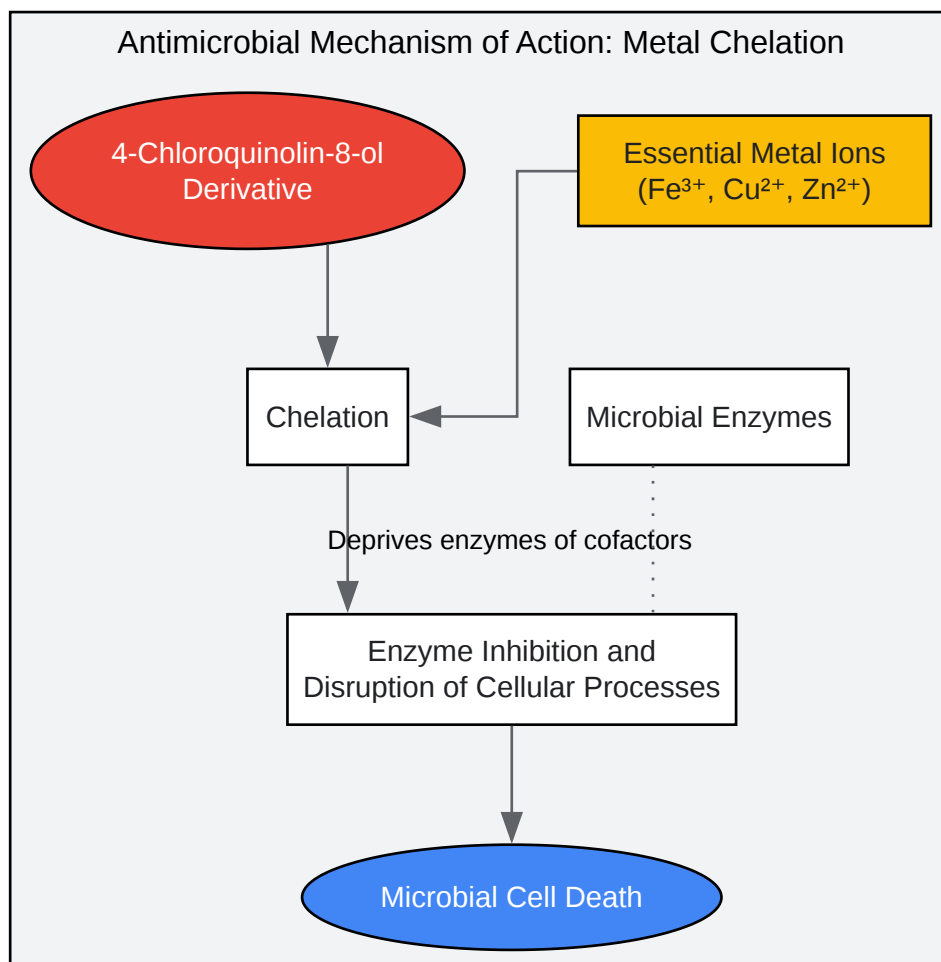 Antimicrobial Mechanism of Action: Metal Chelation
4-Chloroquinolin-8-ol
Derivative
Essential Metal Ions
(Fe³⁺, Cu²⁺, Zn²⁺)
Chelation
Microbial Enzymes
Deprives enzymes of cofactors
Enzyme Inhibition and
Disruption of Cellular Processes
Microbial Cell Death